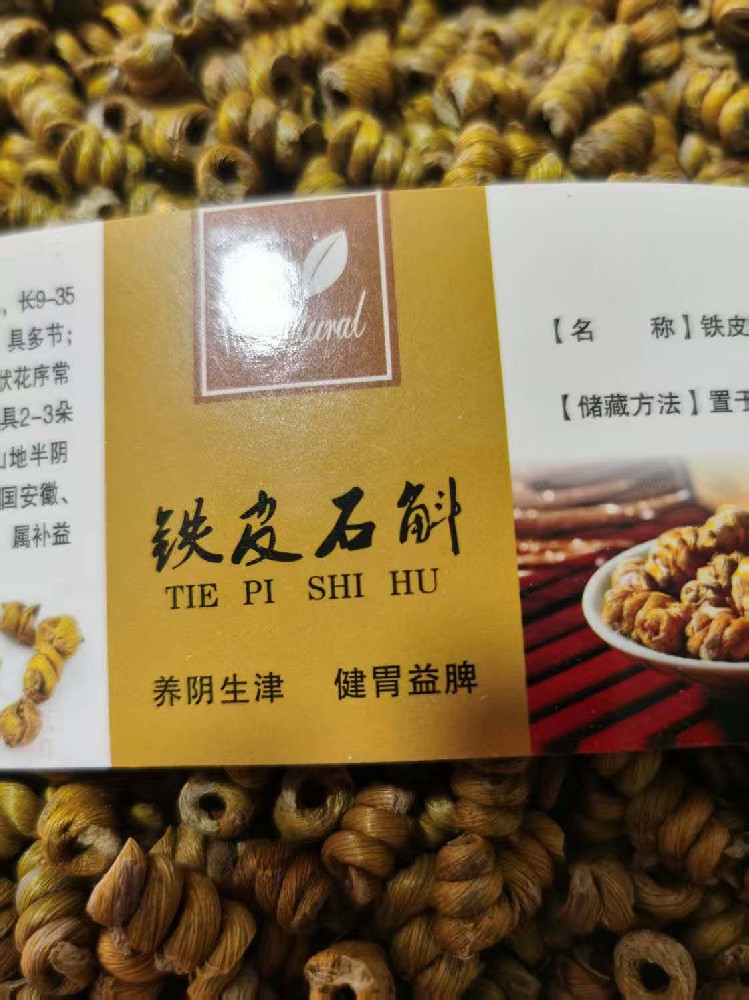 ，长9-35
具多节；
状花序常
具2-3朵
山地半阴
国安徽、
属补益
铁皮石斛
TIE PI SHI HU
养阴生津 健胃益脾
【名 称】铁皮
【储藏方法】置于